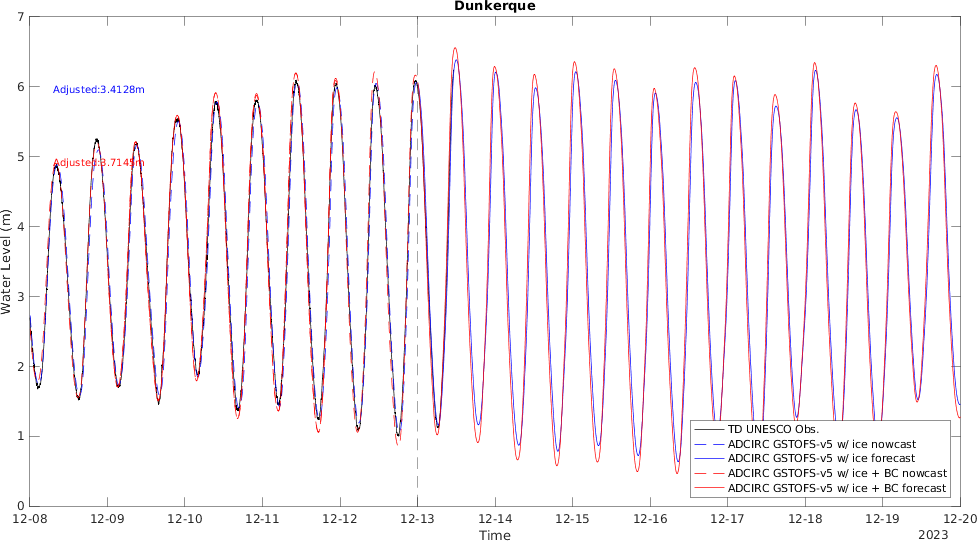 Dunkerque
7
6
5
4
3
2
1
0
Water Level (m)
Adjusted:3.4128m
Adjusted:3.7145m
TD UNESCO Obs.
ADCIRC GSTOFS-v5 w/ ice nowcast
ADCIRC GSTOFS-v5 w/ ice forecast
ADCIRC GSTOFS-v5 w/ ice + BC nowcast
ADCIRC GSTOFS-v5 w/ ice + BC forecast
12-08 12-09 12-10 12-11 12-12 12-13 12-14 12-15 12-16 12-17 12-18 12-19 12-20
Time
2023